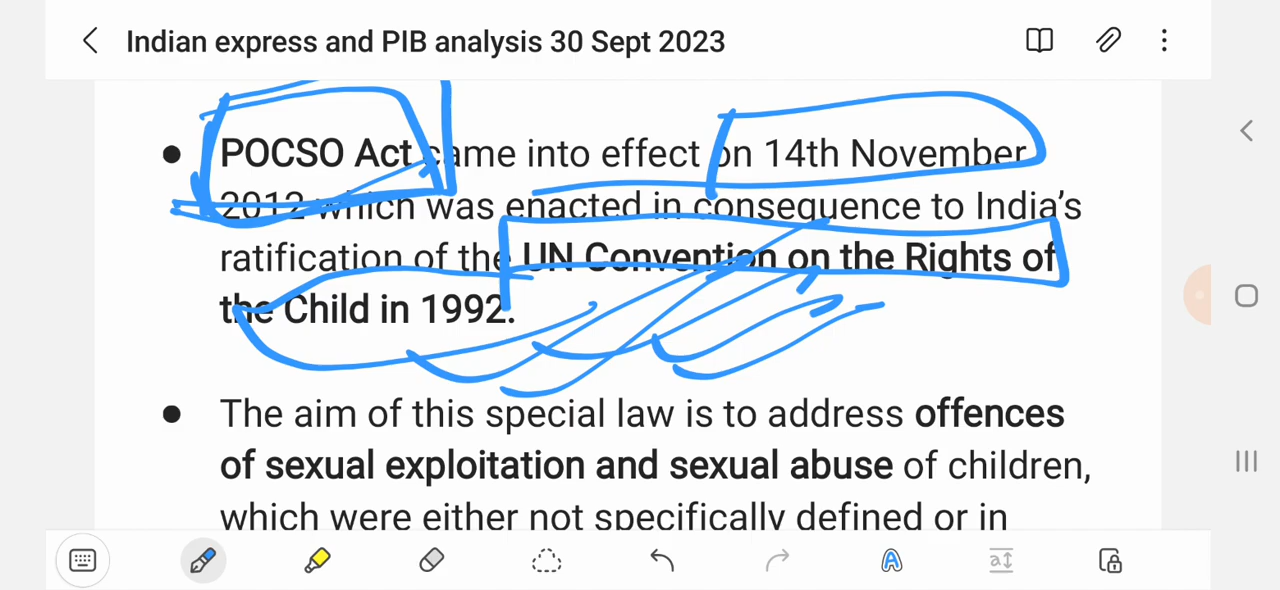 Indian express and PIB analysis 30 Sept 2023
POCSO Act came into effect on 14th November
2012 which was enacted in consequence to India's
ratification of the UN Convention on the Rights of
the Child in 1992.
The aim of this special law is to address offences
of sexual exploitation and sexual abuse of children,
which were either not specifically defined or in